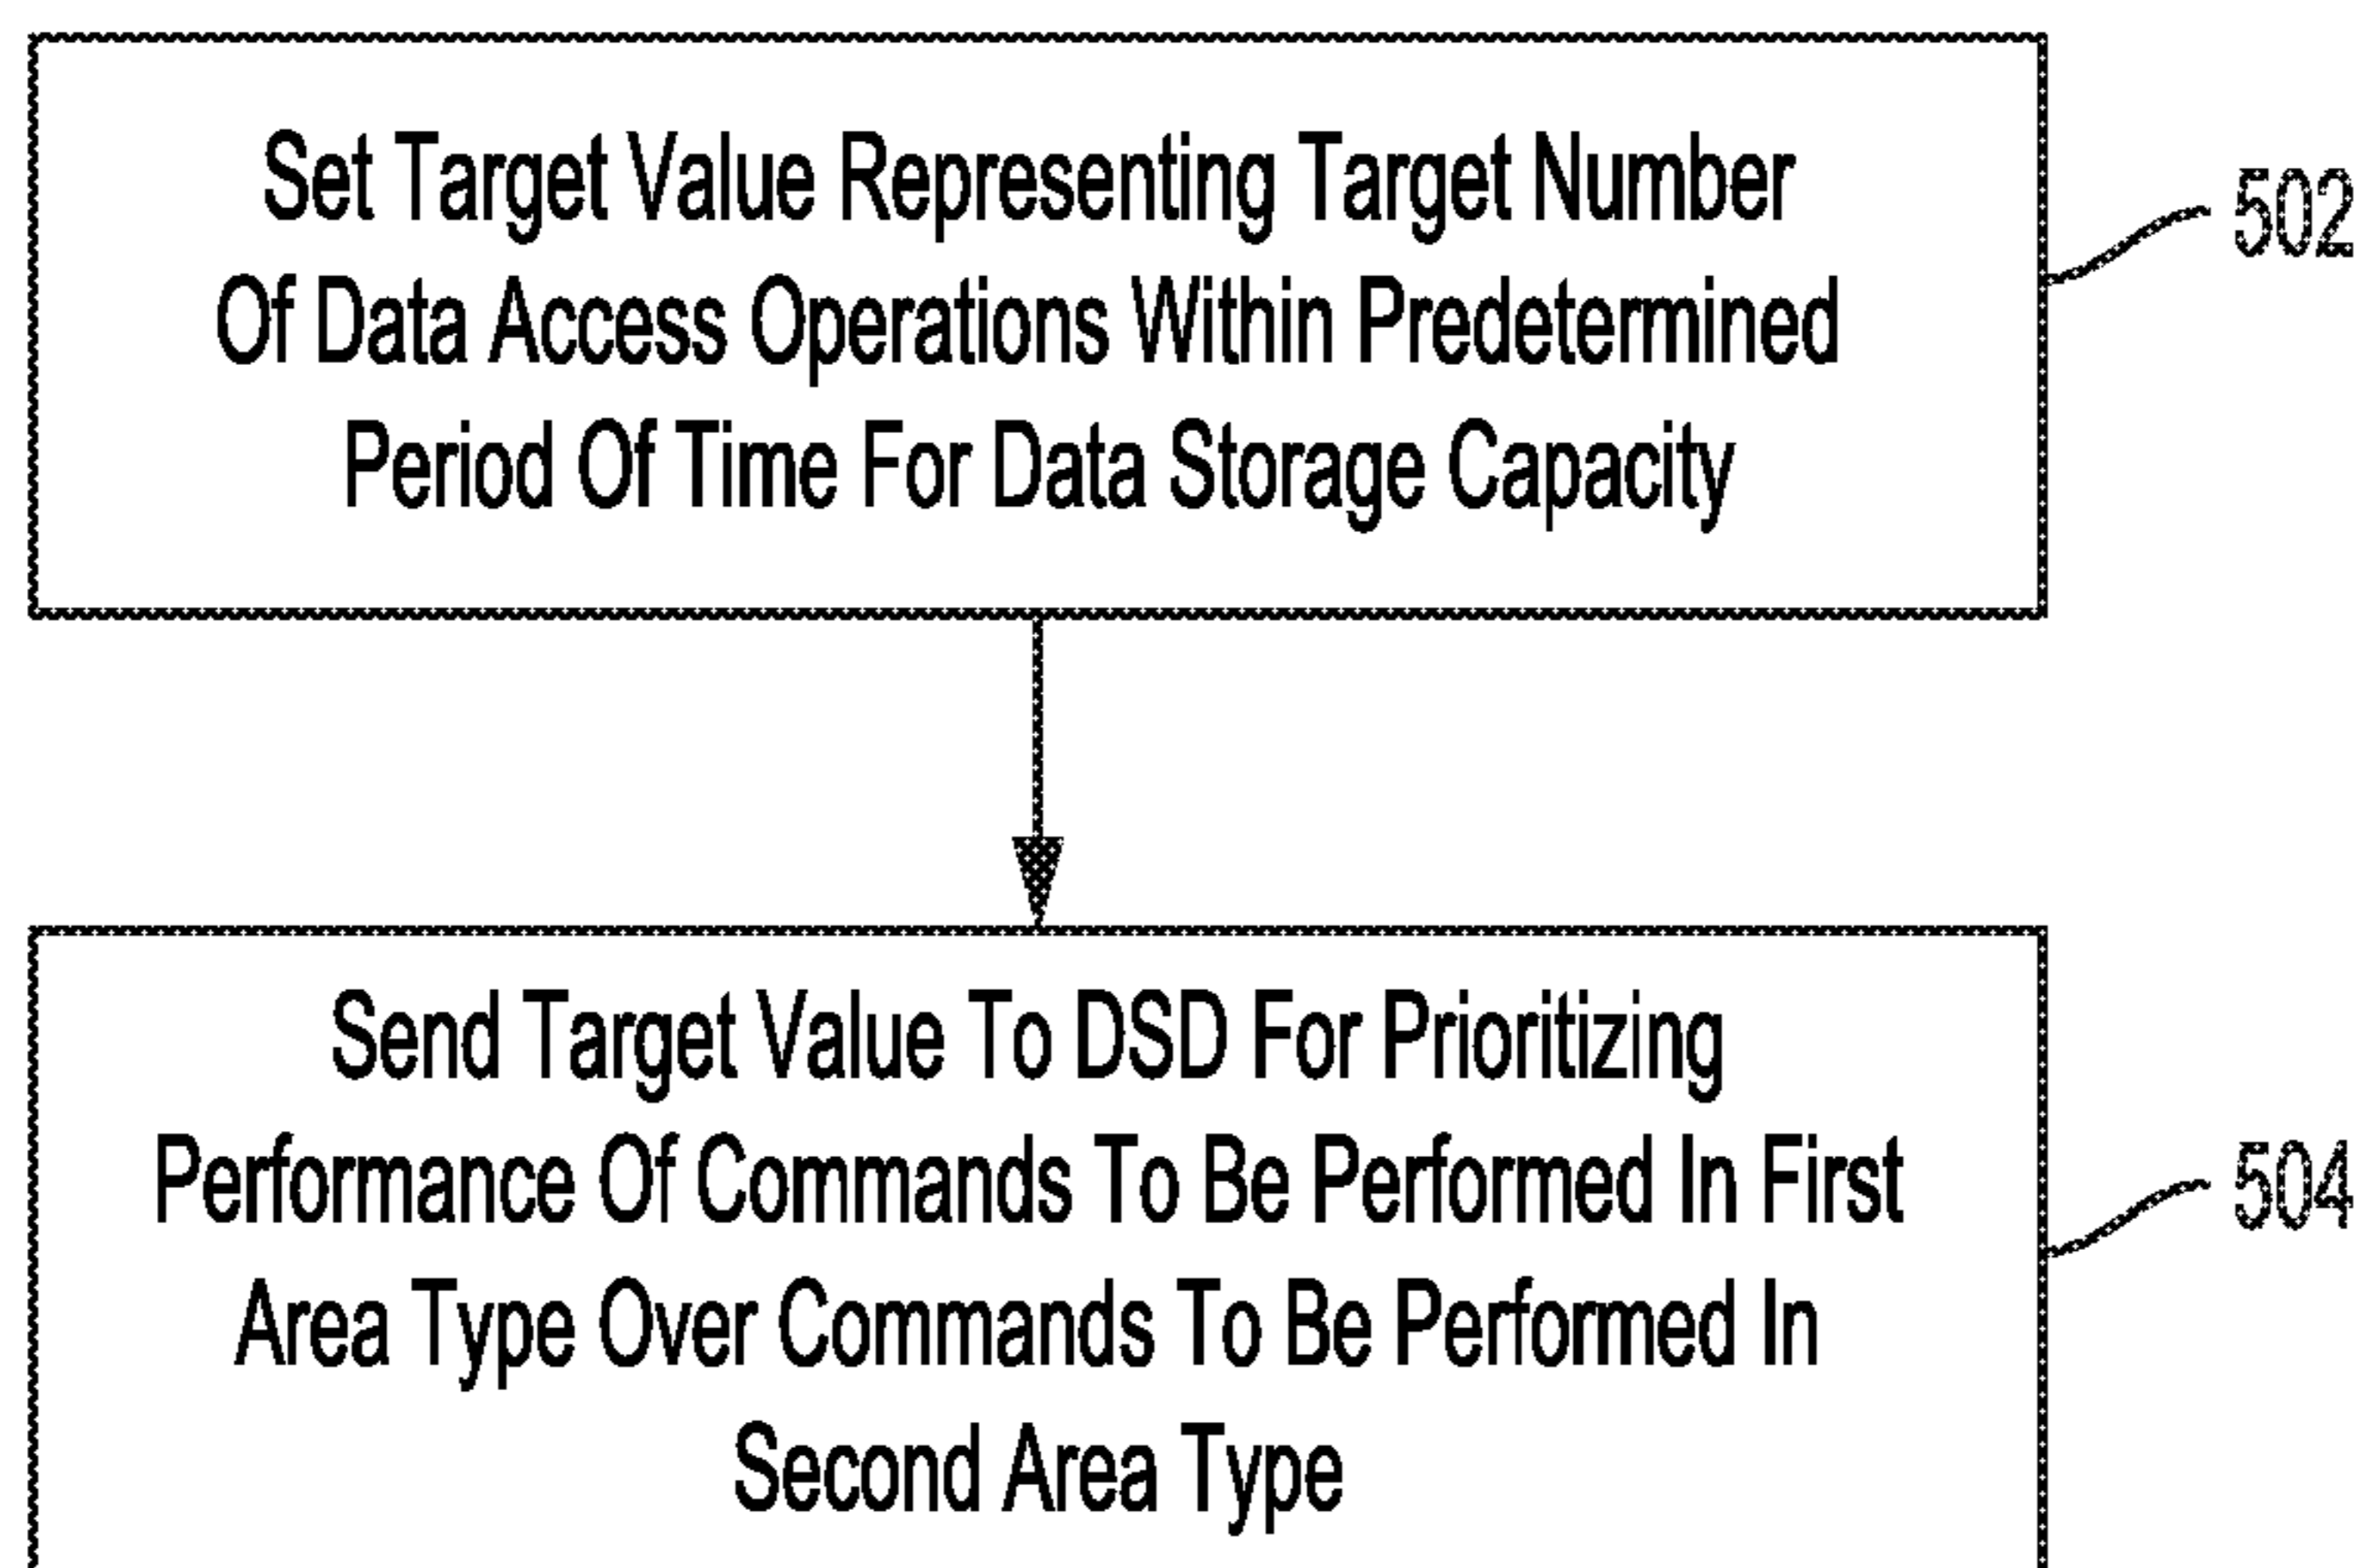 Set Target Value Representing Target Number
Of Data Access Operations Within Predetermined
Period Of Time For Data Storage Capacity
502
Send Target Value To DSD For Prioritizing
Performance Of Commands To Be Performed In First
Area Type Over Commands To Be Performed In
Second Area Type
504